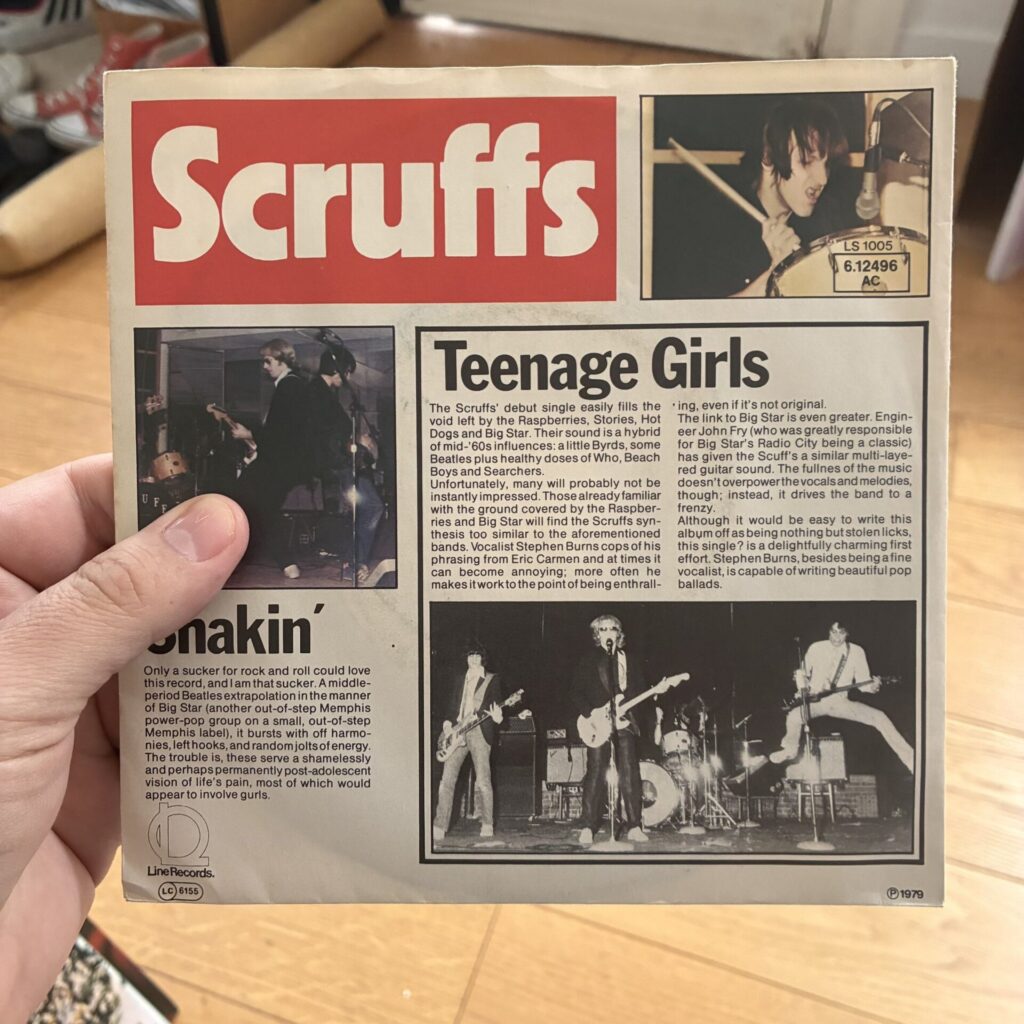 Scruffs
LS 1005
6.12496
AC
UFF
Teenage Girls
The Scruffs' debut single easily fills the
void left by the Raspberries, Stories, Hot
Dogs and Big Star. Their sound is a hybrid
of mid-'60s influences: a little Byrds, some
Beatles plus healthy doses of Who, Beach
Boys and Searchers.
Unfortunately, many will probably not be
instantly impressed. Those already familiar
with the ground covered by the Raspber-
ries and Big Star will find the Scruffs syn-
thesis too similar to the aforementioned
bands. Vocalist Stephen Burns cops of his
phrasing from Eric Carmen and at times it
can become annoying; more often he
makes it work to the point of being enthrall-
ing, even if it's not original.
The link to Big Star is even greater. Engin-
eer John Fry (who was greatly responsible
for Big Star's Radio City being a classic)
has given the Scuff's a similar multi-laye-
red guitar sound. The fullnes of the music
doesn't overpower the vocals and melodies,
though; instead, it drives the band to a
frenzy.
Although it would be easy to write this
album off as being nothing but stolen licks,
this single? is a delightfully charming first
effort. Stephen Burns, besides being a fine
vocalist, is capable of writing beautiful pop
ballads.
Shakin´
Only a sucker for rock and roll could love
this record, and I am that sucker. A middle-
period Beatles extrapolation in the manner
of Big Star (another out-of-step Memphis
power-pop group on a small, out-of-step
Memphis label), it bursts with off harmo-
nies, left hooks, and random jolts of energy.
The trouble is, these serve a shamelessly
and perhaps permanently post-adolescent
vision of life's pain, most of which would
appear to involve gurls.
Line Records.
LC 6155
℗ 1979